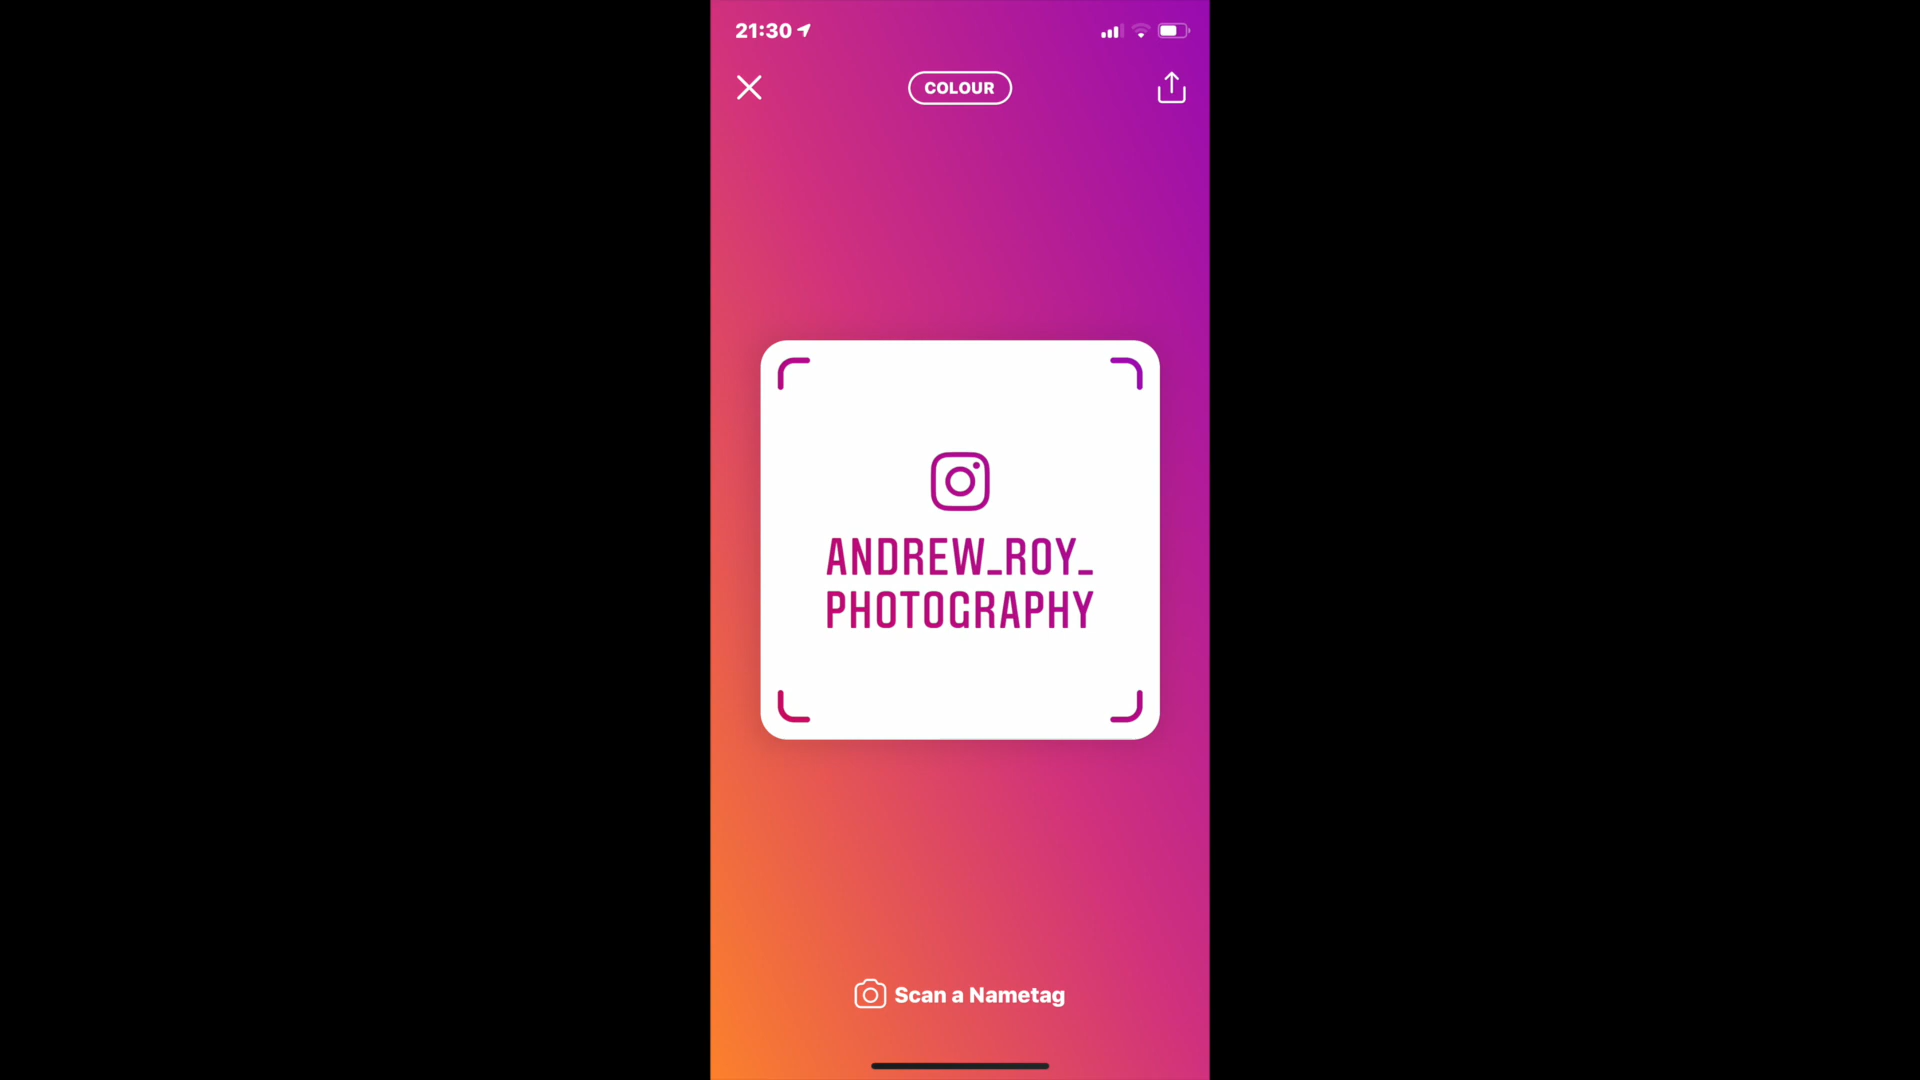 21:30
COLOUR
ANDREW_ROY_
PHOTOGRAPHY
Scan a Nametag